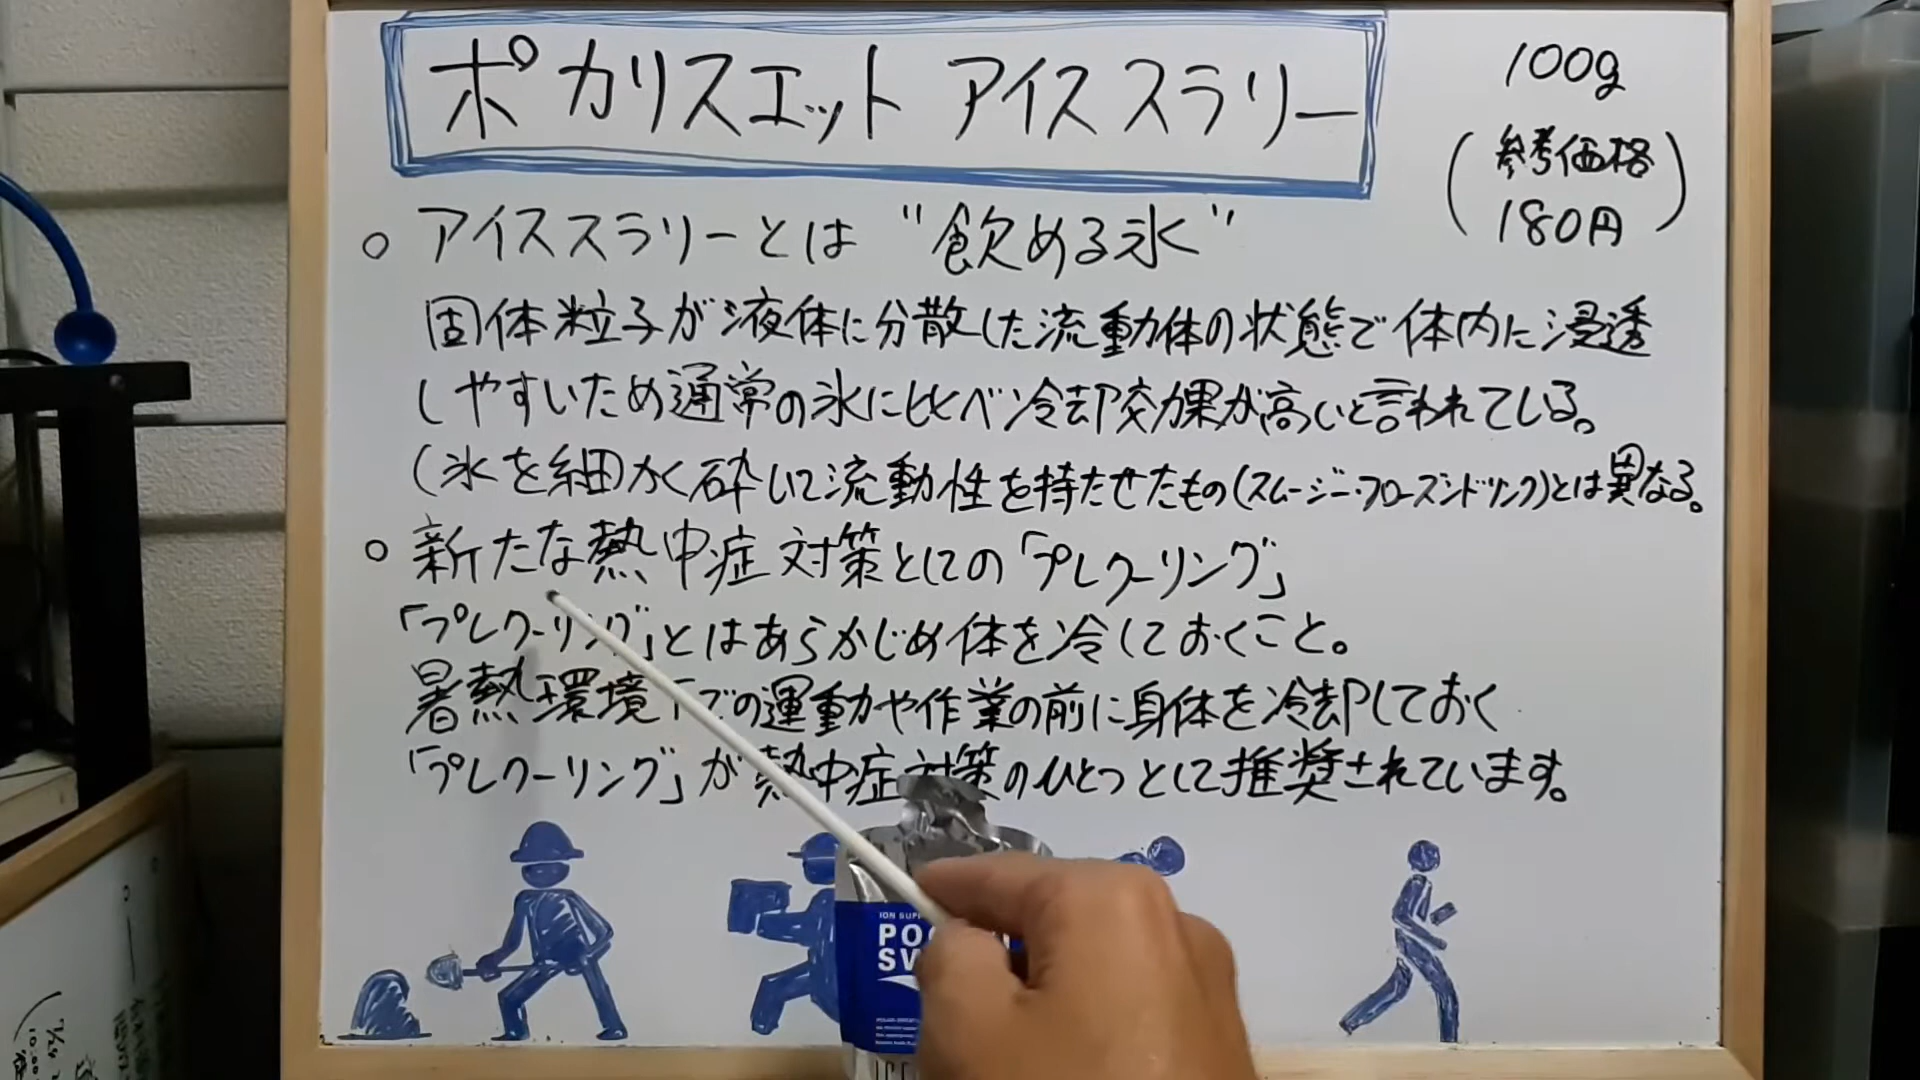 ポカリスエット アイススラリー
100g
(参考価格
180円)
○ アイススラリーとは "飲める氷"
固体粒子が液体に分散した流動体の状態で体内に浸透
しやすいため通常の氷に比べ冷却効果が高いと言われている。
(氷を細かく砕いて流動性を持たせたもの(スムージー・フローズンドリンク)とは異なる。
○ 新たな熱中症対策としての「プレクーリング」
「プレクーリング」とはあらかじめ体を冷しておくこと。
暑熱環境下での運動や作業の前に身体を冷却しておく
「プレクーリング」が熱中症対策のひとつとして推奨されています。
ION SUPP
PO
SW
ICE